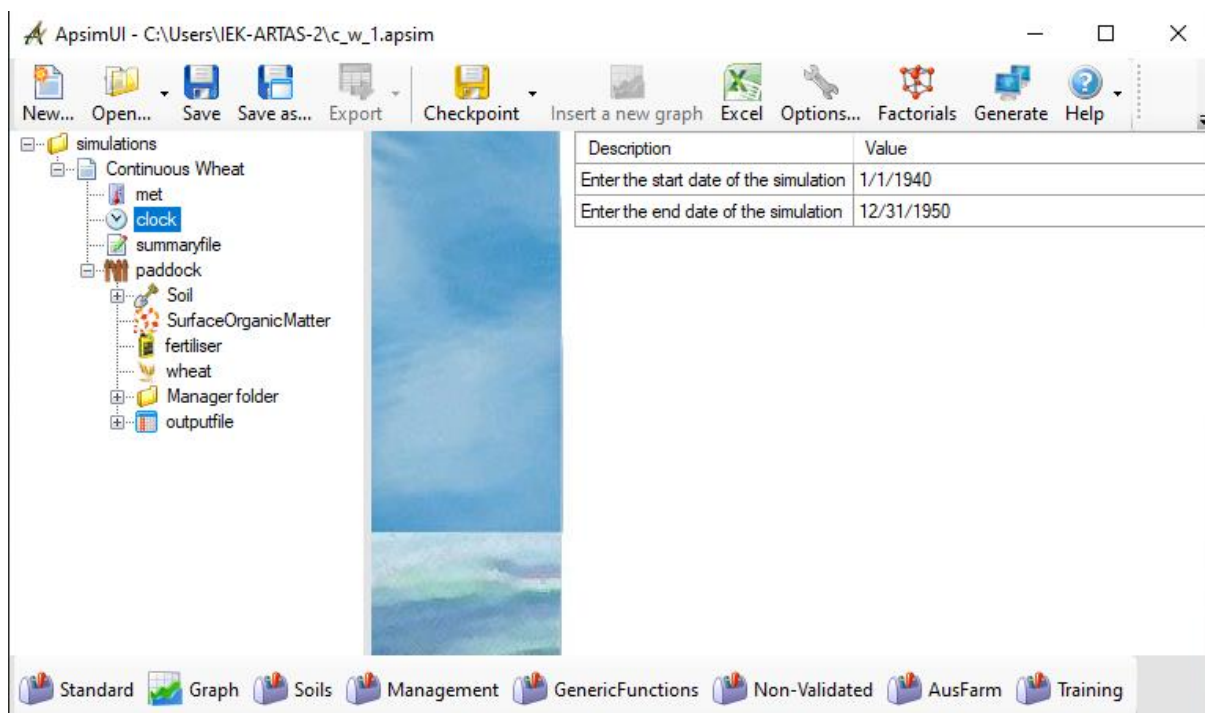 ApsimUI - C:\Users\IEK-ARTAS-2\c_w_1.apsim
New... Open... Save Save as... Export Checkpoint Insert a new graph Excel Options... Factorials Generate Help
simulations
Continuous Wheat
met
clock
summaryfile
paddock
Soil
SurfaceOrganicMatter
fertiliser
wheat
Manager folder
outputfile
Description Value
Enter the start date of the simulation 1/1/1940
Enter the end date of the simulation 12/31/1950
Standard Graph Soils Management GenericFunctions Non-Validated AusFarm Training